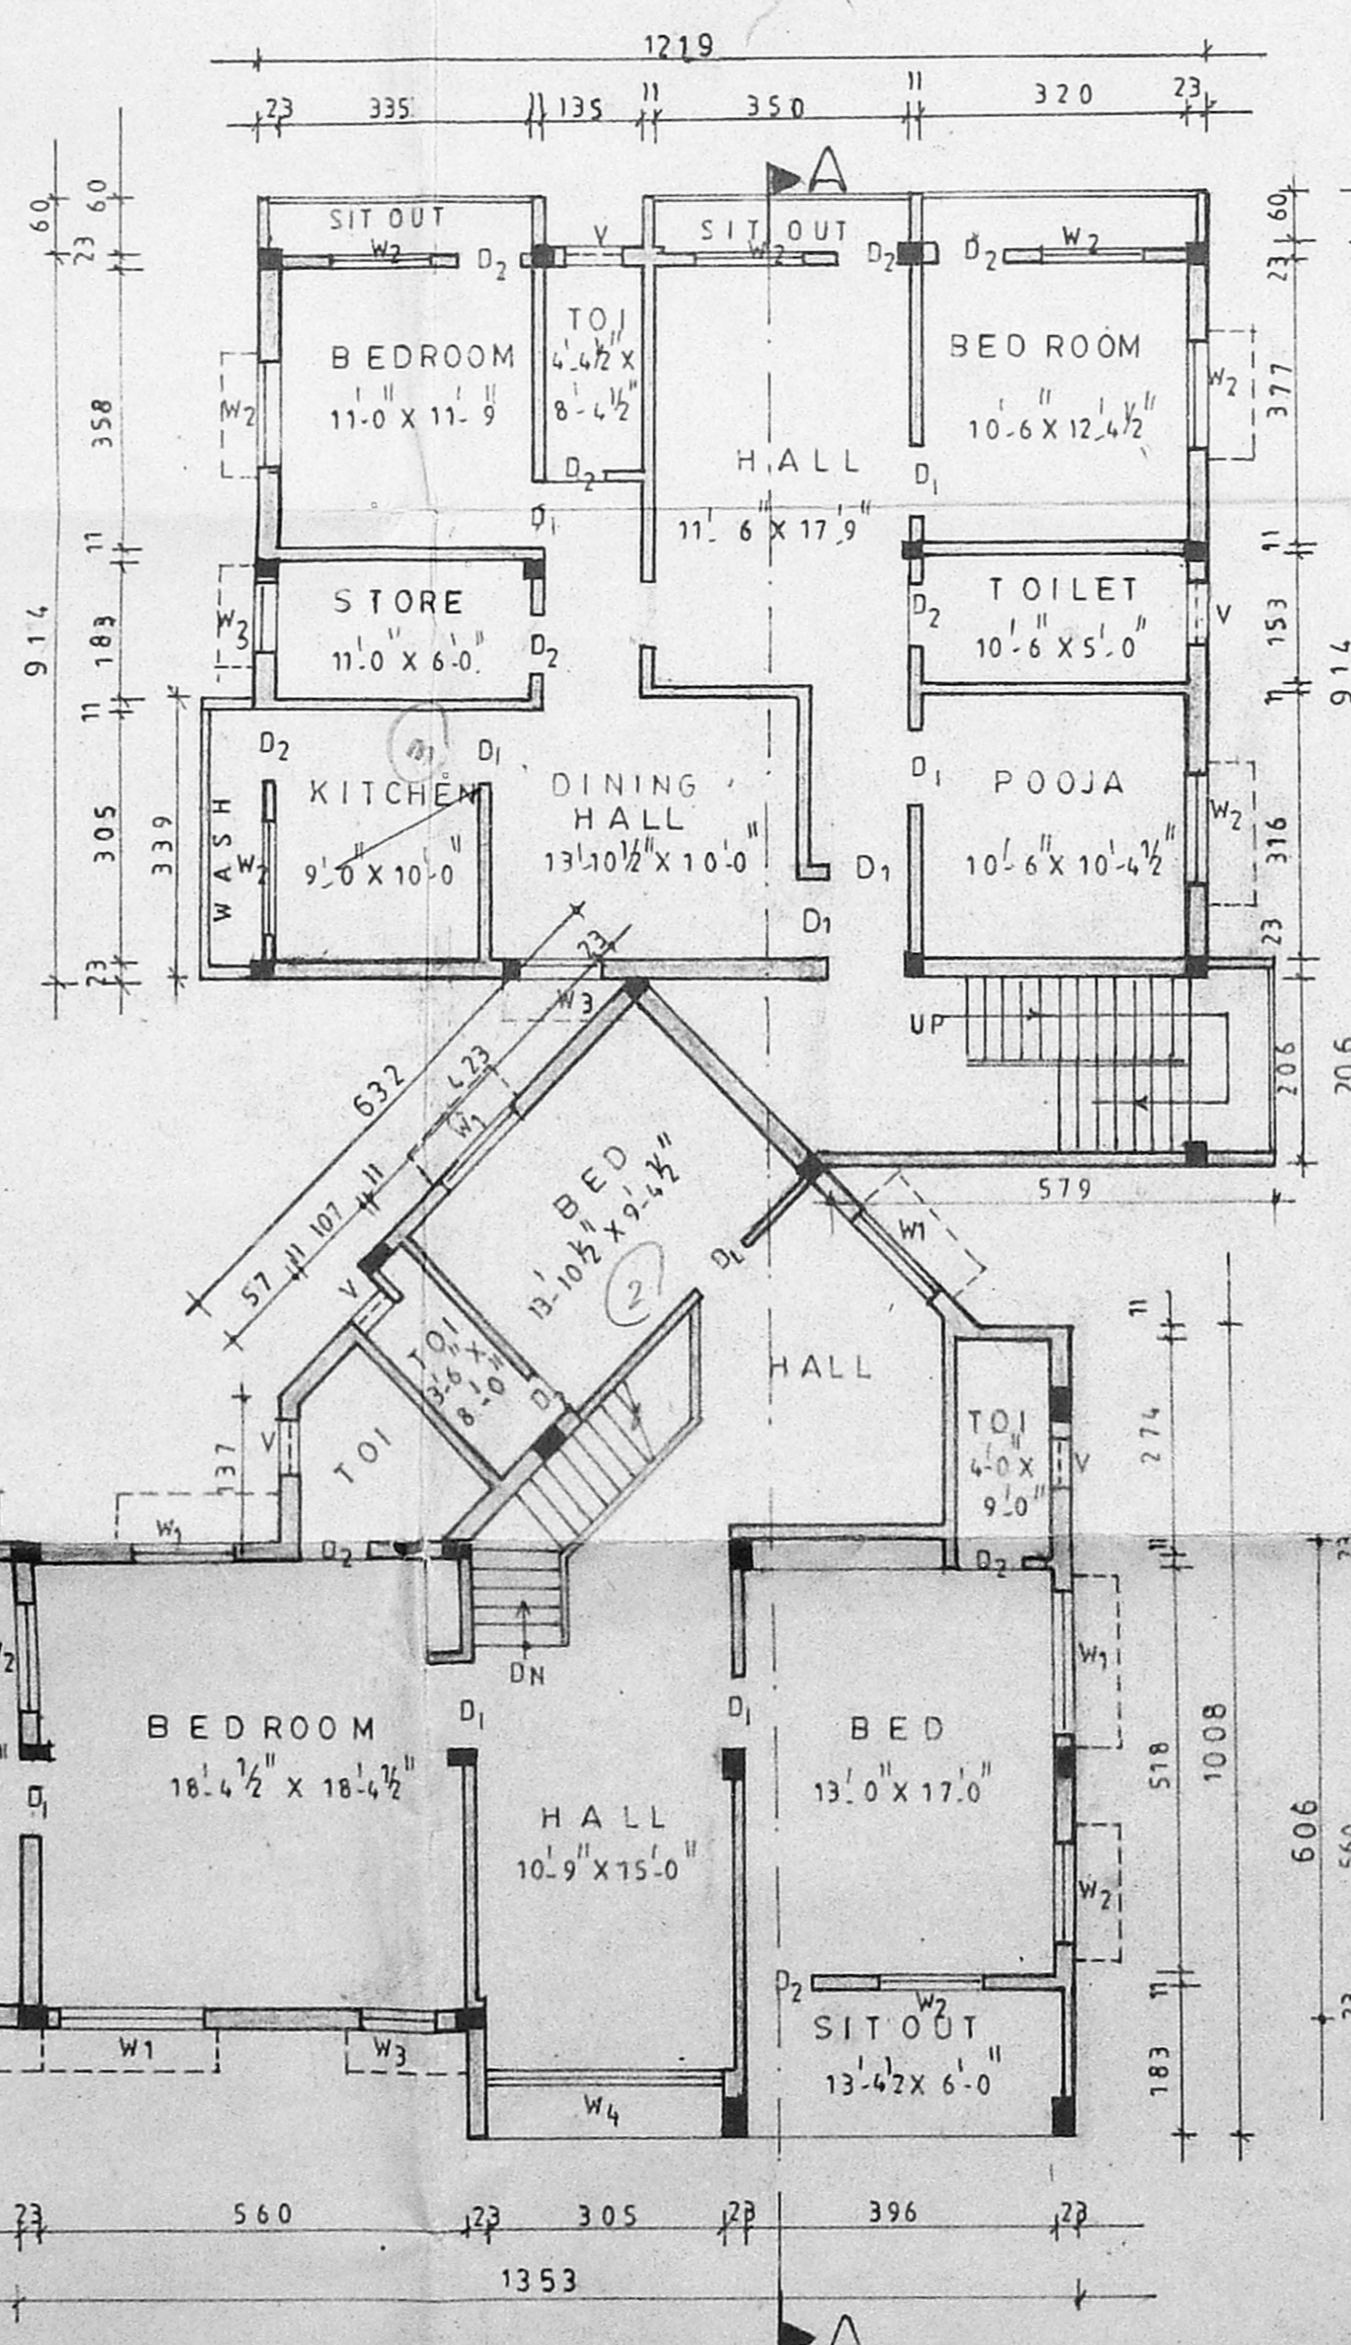 1219
23 335 11 135 11 350 11 320 23
A
60 60 SIT OUT V SIT OUT 60
23 W2 D2 W2 D2 D2 W2 23
TOI
4'-4½" X
8'-4½"
BEDROOM
11'-0" X 11'-9"
W2
358
D2
D1
HALL
11'-6" X 17'-9"
BED ROOM
10'-6" X 12'-4½"
W2
377
D1
11 11
914
183
W3
STORE
11'-0" X 6'-0"
D2
D2
TOILET
10'-6" X 5'-0"
V
153
914
11 11
D2
D1
D1
KITCHEN
9'-0" X 10'-0"
WASH
W2
305
339
DINING
HALL
13'-10½" X 10'-0"
D1
D1
D1
POOJA
10'-6" X 10'-4½"
W2
316
23
23
23
W3
UP
206
206
579
632
423
W1
11
107
11
57
V
BED
13'-10½" X 9'-4½"
2
D1
W1
TOI
3'-6" X
8'-0"
D2
HALL
11
TOI
4'-0" X
9'-0"
V
274
137
V
TOI
W1
D2
D2
11
23
DN
D1
D1
BEDROOM
18'-4½" X 18'-4½"
D1
BED
13'-0" X 17'-0"
W1
518
1008
HALL
10'-9" X 15'-0"
W2
606
560
D2
W2
11
SIT OUT
13'-4½ X 6'-0"
183
23
W1
W3
W4
23 560 23 305 23 396 23
1353
A